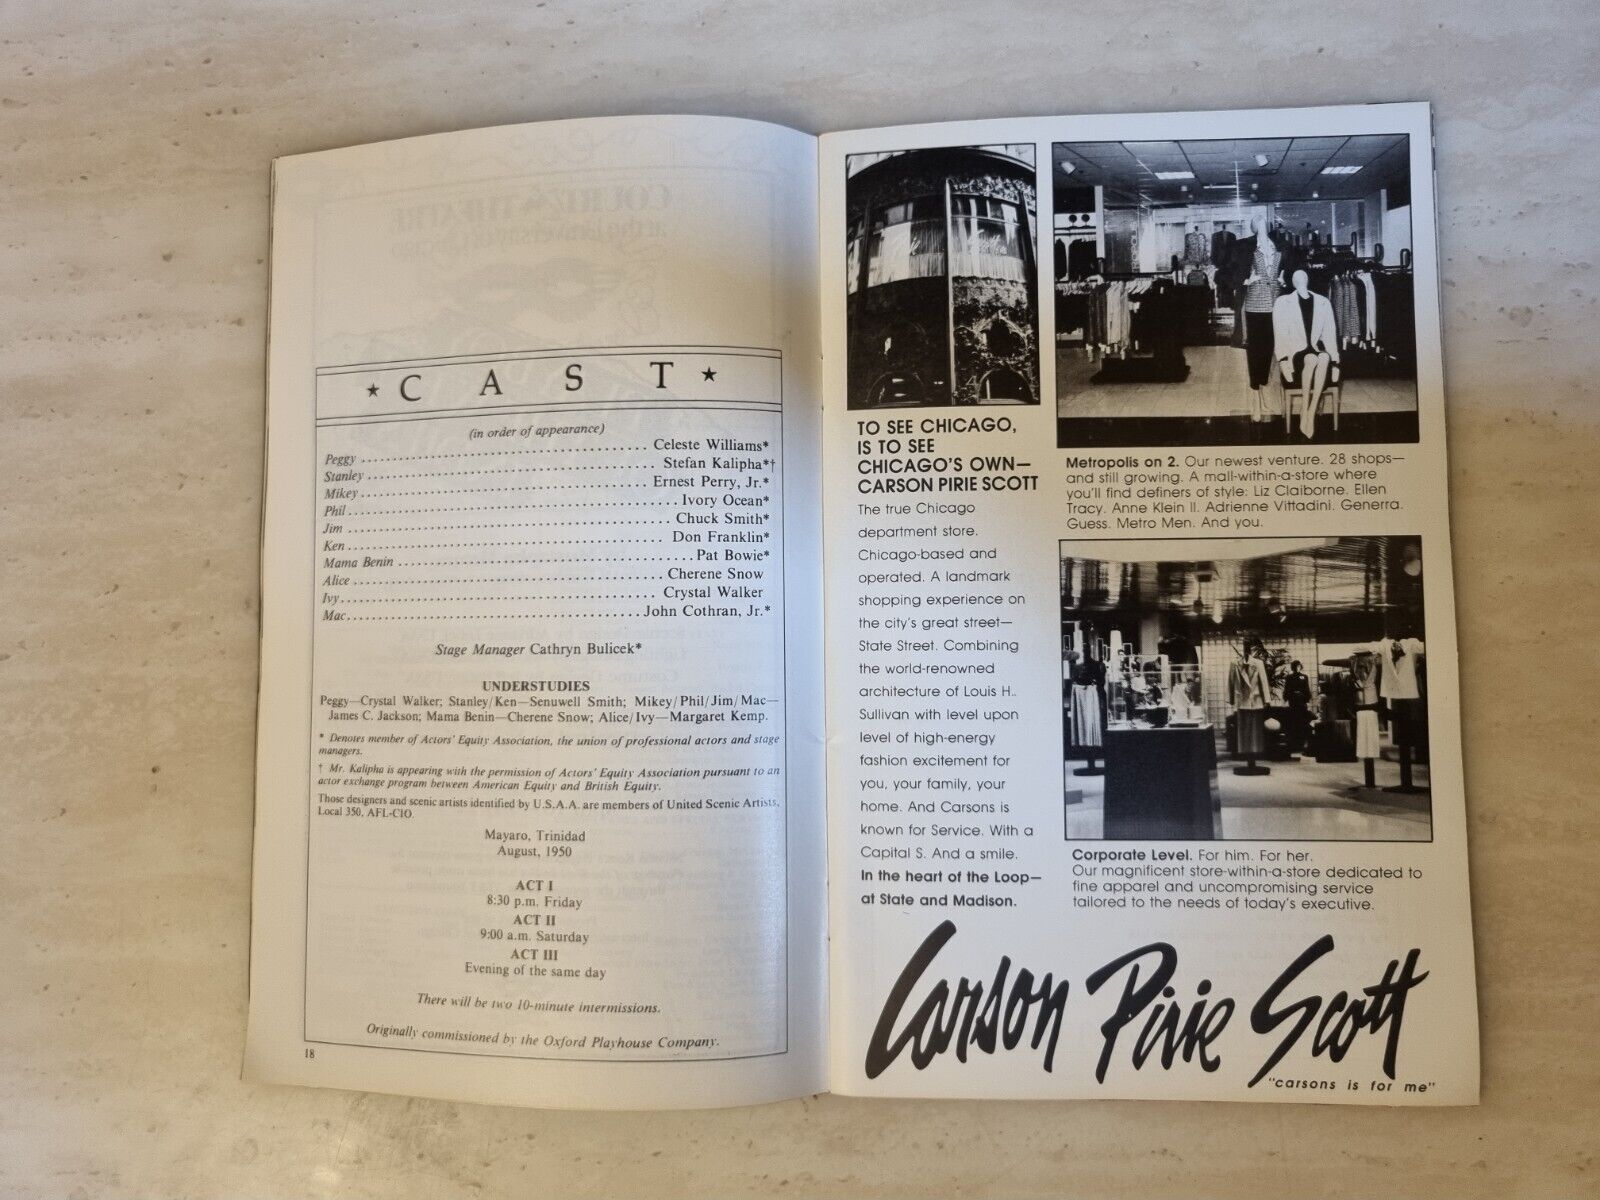 ★ C A S T ★
(in order of appearance)
Peggy ........................................ Celeste Williams*
Stanley ........................................ Stefan Kalipha*†
Mikey ........................................ Ernest Perry, Jr.*
Phil ........................................ Ivory Ocean*
Jim ........................................ Chuck Smith*
Ken ........................................ Don Franklin*
Mama Benin ........................................ Pat Bowie*
Alice ........................................ Cherene Snow
Ivy ........................................ Crystal Walker
Mac ........................................ John Cothran, Jr.*
Stage Manager Cathryn Bulicek*
UNDERSTUDIES
Peggy—Crystal Walker; Stanley/Ken—Senuwell Smith; Mikey/Phil/Jim/Mac—
James C. Jackson; Mama Benin—Cherene Snow; Alice/Ivy—Margaret Kemp.
* Denotes member of Actors' Equity Association, the union of professional actors and stage
managers.
† Mr. Kalipha is appearing with the permission of Actors' Equity Association pursuant to an
actor exchange program between American Equity and British Equity.
Those designers and scenic artists identified by U.S.A.A. are members of United Scenic Artists,
Local 350, AFL-CIO.
Mayaro, Trinidad
August, 1950
ACT I
8:30 p.m. Friday
ACT II
9:00 a.m. Saturday
ACT III
Evening of the same day
There will be two 10-minute intermissions.
Originally commissioned by the Oxford Playhouse Company.
18
TO SEE CHICAGO,
IS TO SEE
CHICAGO'S OWN—
CARSON PIRIE SCOTT
The true Chicago
department store.
Chicago-based and
operated. A landmark
shopping experience on
the city's great street—
State Street. Combining
the world-renowned
architecture of Louis H..
Sullivan with level upon
level of high-energy
fashion excitement for
you, your family, your
home. And Carsons is
known for Service. With a
Capital S. And a smile.
In the heart of the Loop—
at State and Madison.
Metropolis on 2. Our newest venture. 28 shops—
and still growing. A mall-within-a-store where
you'll find definers of style: Liz Claiborne. Ellen
Tracy. Anne Klein II. Adrienne Vittadini. Generra.
Guess. Metro Men. And you.
Corporate Level. For him. For her.
Our magnificent store-within-a-store dedicated to
fine apparel and uncompromising service
tailored to the needs of today's executive.
Carson Pirie Scott
"carsons is for me"